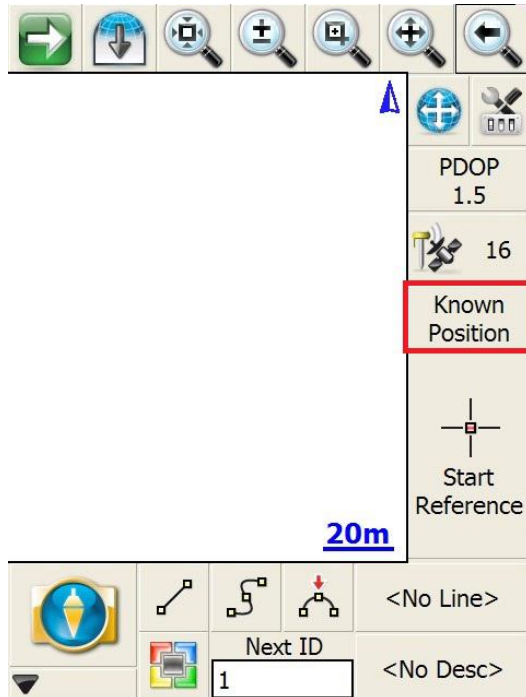 PDOP
1.5
16
Known
Position
Start
Reference
20m
<No Line>
Next ID
1
<No Desc>